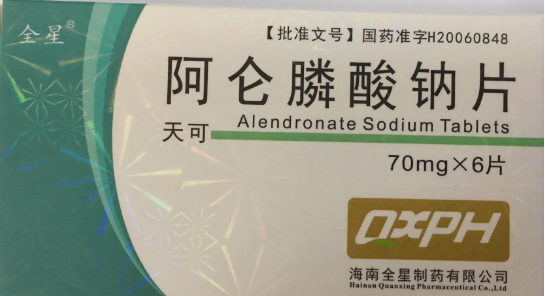 全星®
【批准文号】国药准字H20060848
阿仑膦酸钠片
天可
Alendronate Sodium Tablets
70mg×6片
QXPH
海南全星制药有限公司
Hainan Quanxing Pharmaceutical Co.,Ltd